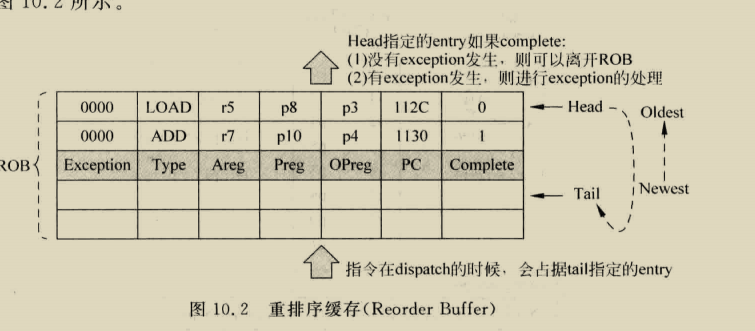 图 10.2 所示。
Head指定的entry如果complete:
(1)没有exception发生，则可以离开ROB
(2)有exception发生，则进行exception的处理
0000 LOAD r5 p8 p3 112C 0
Head
Oldest
0000 ADD r7 p10 p4 1130 1
ROB
Exception Type Areg Preg OPreg PC Complete
Tail
Newest
指令在dispatch的时候，会占据tail指定的entry
图 10.2 重排序缓存(Reorder Buffer)